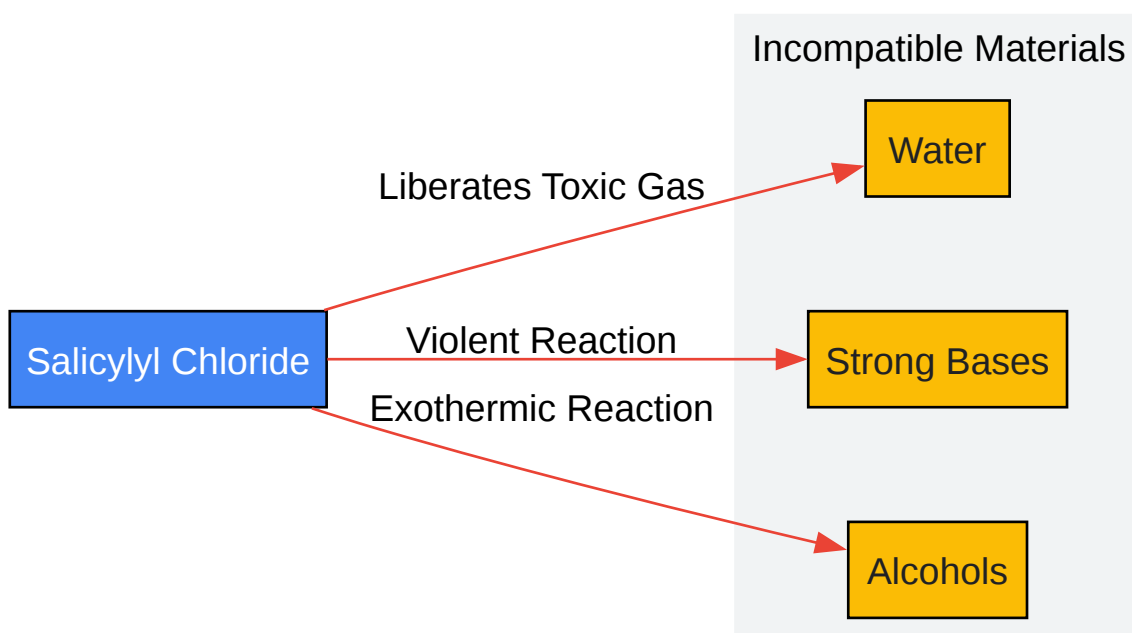 Incompatible Materials
Water
Liberates Toxic Gas
Violent Reaction
Salicylyl Chloride
Strong Bases
Exothermic Reaction
Alcohols